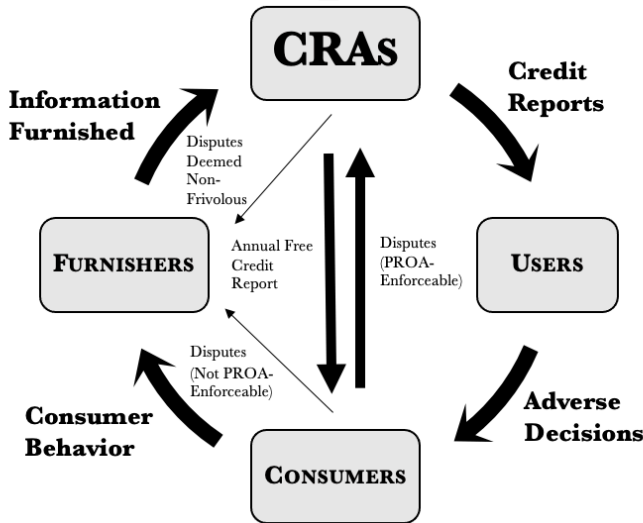 CRAs
Information
Furnished
Credit
Reports
Disputes
Deemed
Non-
Frivolous
FURNISHERS
Annual Free
Credit
Report
Disputes
(PROA-
Enforceable)
USERS
Disputes
(Not PROA-
Enforceable)
Consumer
Behavior
Adverse
Decisions
CONSUMERS